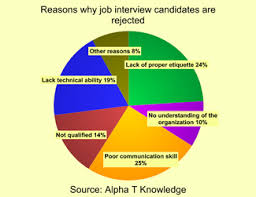 Reasons why job interview candidates are
rejected
Other reasons 8%
Lack of proper etiquette 24%
Lack technical ability 19%
No understanding of the
organization 10%
Not qualified 14%
Poor communication skill
25%
Source: Alpha T Knowledge